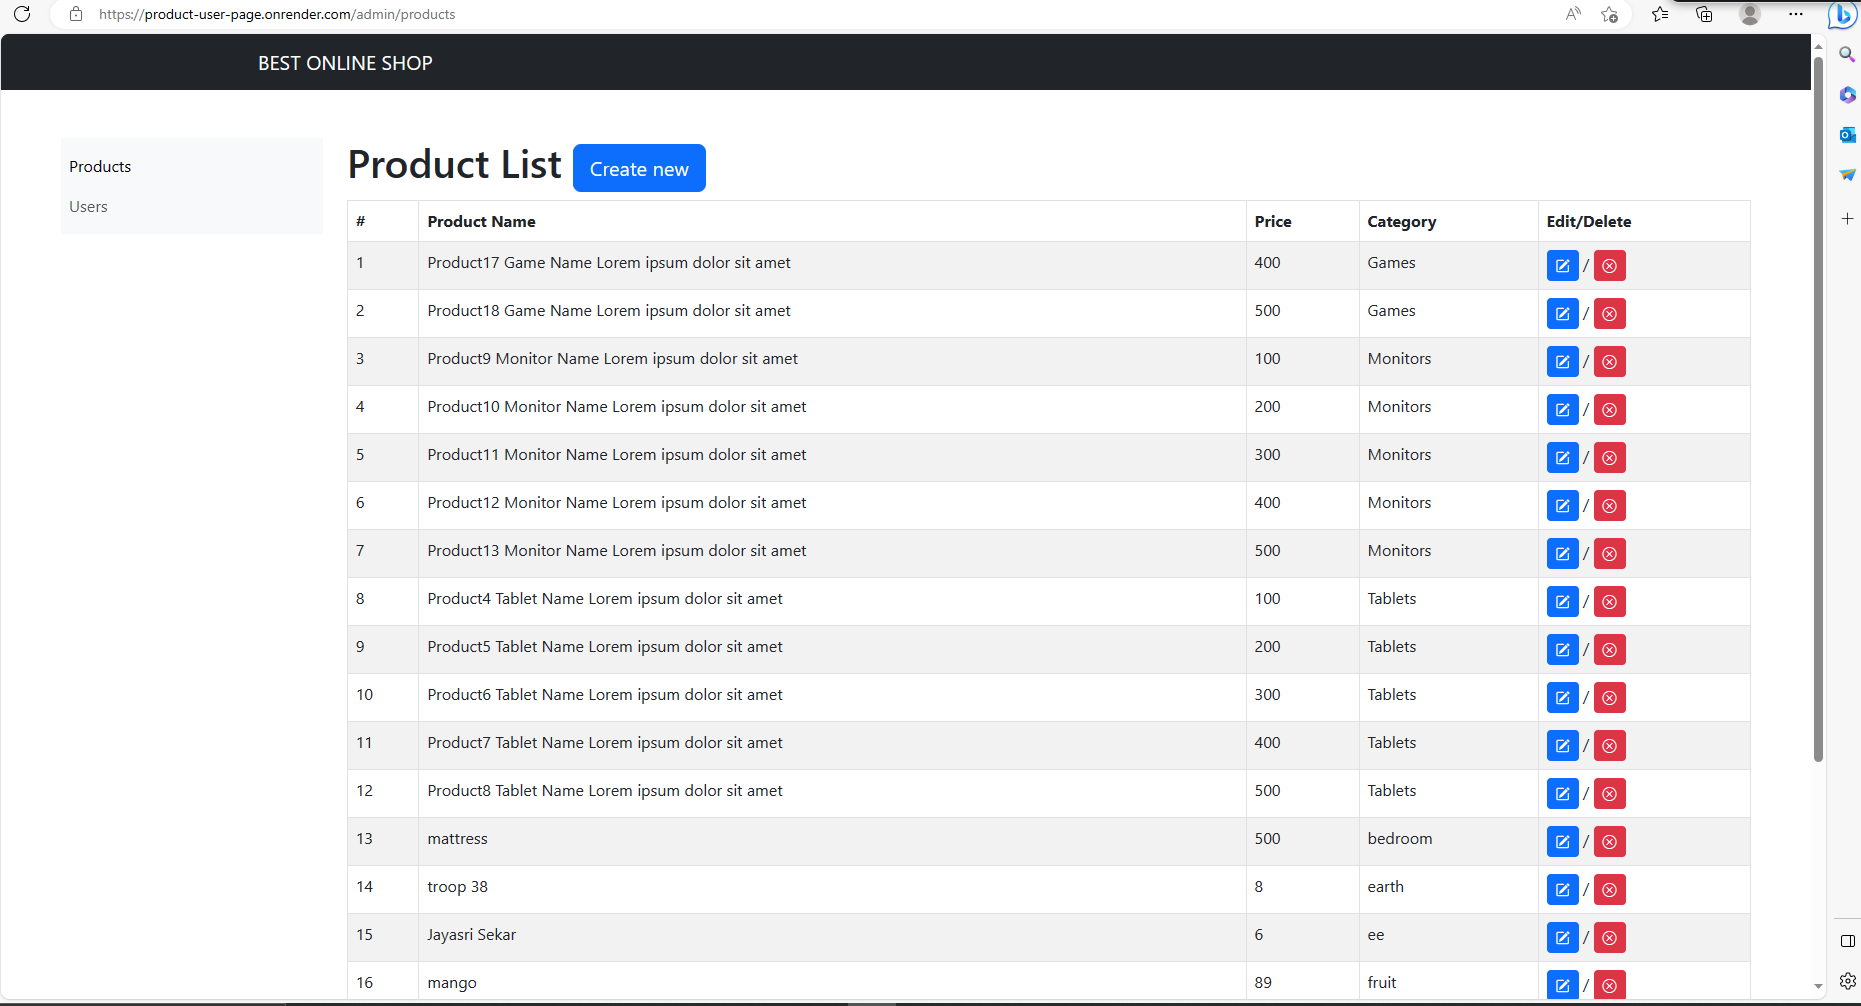 https://product-user-page.onrender.com/admin/products
BEST ONLINE SHOP
Products
Users
Product List Create new
# Product Name Price Category Edit/Delete
1 Product17 Game Name Lorem ipsum dolor sit amet 400 Games /
2 Product18 Game Name Lorem ipsum dolor sit amet 500 Games /
3 Product9 Monitor Name Lorem ipsum dolor sit amet 100 Monitors /
4 Product10 Monitor Name Lorem ipsum dolor sit amet 200 Monitors /
5 Product11 Monitor Name Lorem ipsum dolor sit amet 300 Monitors /
6 Product12 Monitor Name Lorem ipsum dolor sit amet 400 Monitors /
7 Product13 Monitor Name Lorem ipsum dolor sit amet 500 Monitors /
8 Product4 Tablet Name Lorem ipsum dolor sit amet 100 Tablets /
9 Product5 Tablet Name Lorem ipsum dolor sit amet 200 Tablets /
10 Product6 Tablet Name Lorem ipsum dolor sit amet 300 Tablets /
11 Product7 Tablet Name Lorem ipsum dolor sit amet 400 Tablets /
12 Product8 Tablet Name Lorem ipsum dolor sit amet 500 Tablets /
13 mattress 500 bedroom /
14 troop 38 8 earth /
15 Jayasri Sekar 6 ee /
16 mango 89 fruit /